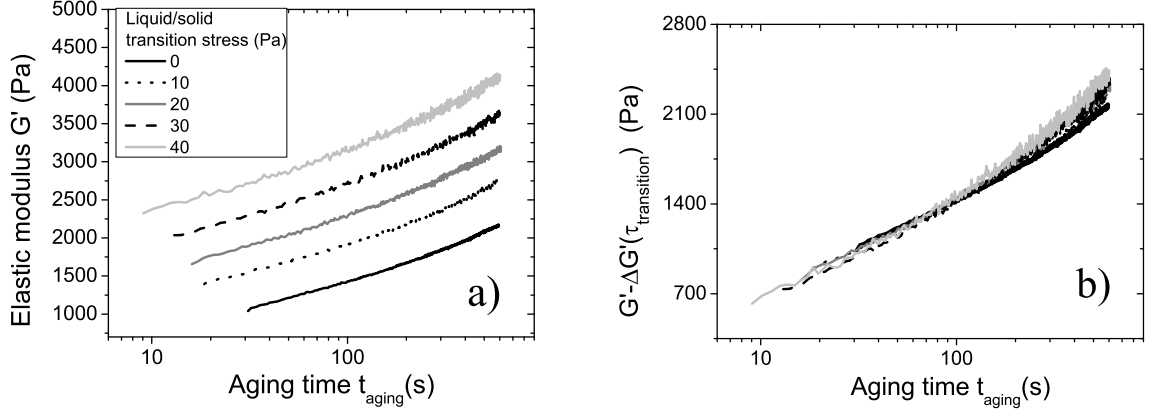 Elastic modulus G' (Pa)
5000
4500
4000
3500
3000
2500
2000
1500
1000
Liquid/solid
transition stress (Pa)
0
10
20
30
40
a)
10
100
Aging time t_aging(s)
G'-ΔG'(τ_transition) (Pa)
2800
2100
1400
700
b)
10
100
Aging time t_aging(s)